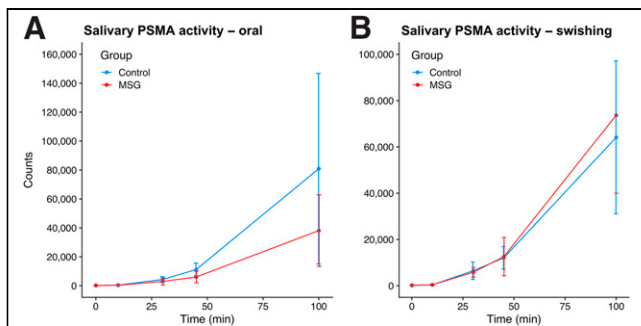 A Salivary PSMA activity – oral
160,000
140,000
120,000
100,000
80,000
60,000
40,000
20,000
0
Counts
Group
Control
MSG
0 25 50 75 100
Time (min)
B Salivary PSMA activity – swishing
100,000
80,000
60,000
40,000
20,000
0
Group
Control
MSG
0 25 50 75 100
Time (min)